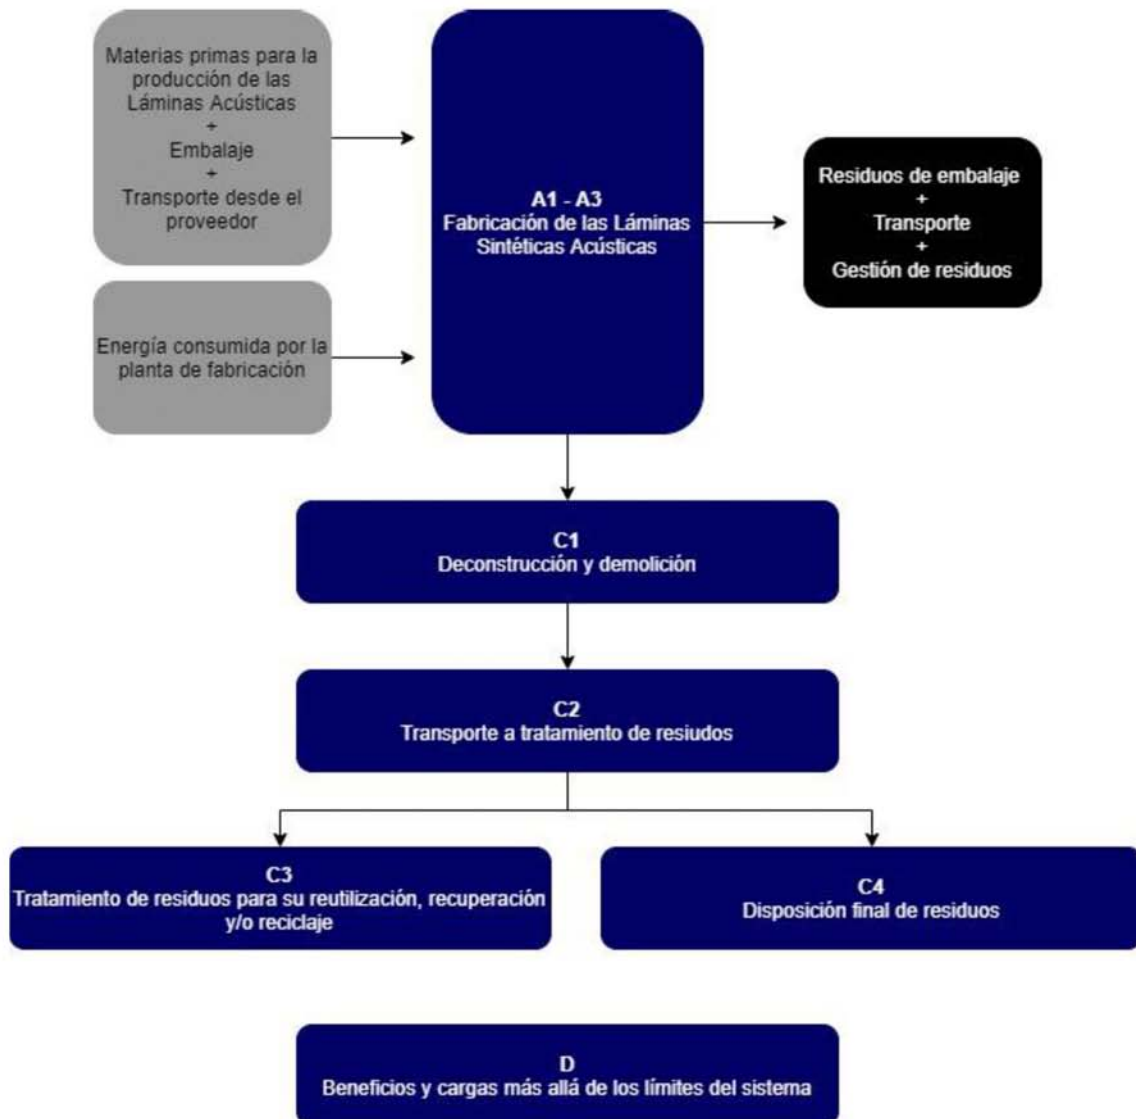 Materias primas para la
producción de las
Láminas Acústicas
+
Embalaje
+
Transporte desde el
proveedor
Energía consumida por la
planta de fabricación
A1 - A3
Fabricación de las Láminas
Sintéticas Acústicas
Residuos de embalaje
+
Transporte
+
Gestión de residuos
C1
Deconstrucción y demolición
C2
Transporte a tratamiento de resiudos
C3
Tratamiento de residuos para su reutilización, recuperación
y/o reciclaje
C4
Disposición final de residuos
D
Beneficios y cargas más allá de los límites del sistema